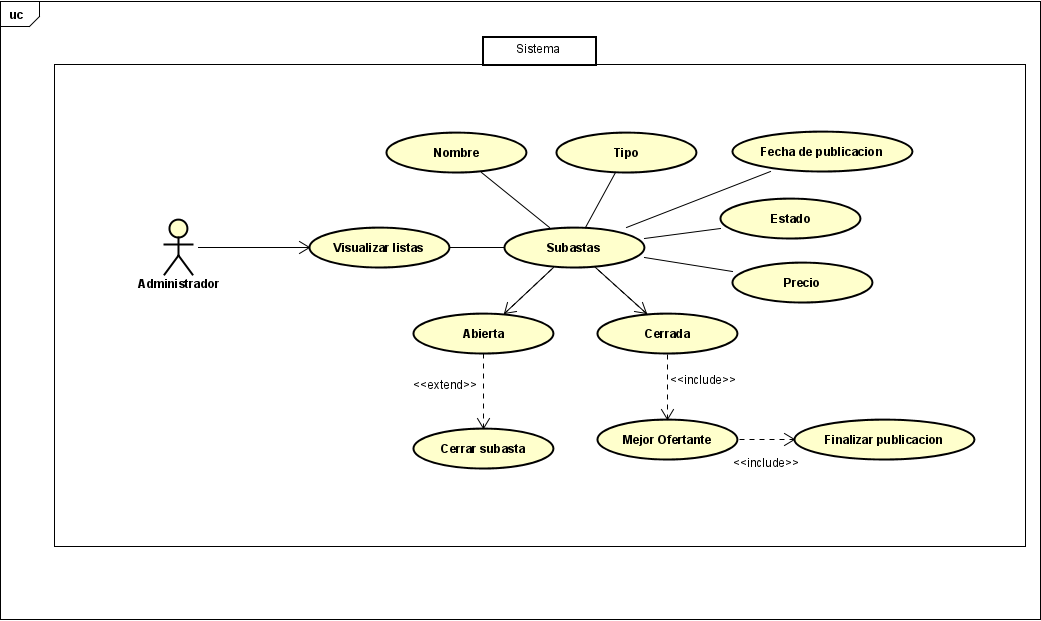 uc
Sistema
Nombre
Tipo
Fecha de publicacion
Estado
Visualizar listas
Subastas
Administrador
Precio
Abierta
Cerrada
<<extend>>
<<include>>
Cerrar subasta
Mejor Ofertante
Finalizar publicacion
<<include>>